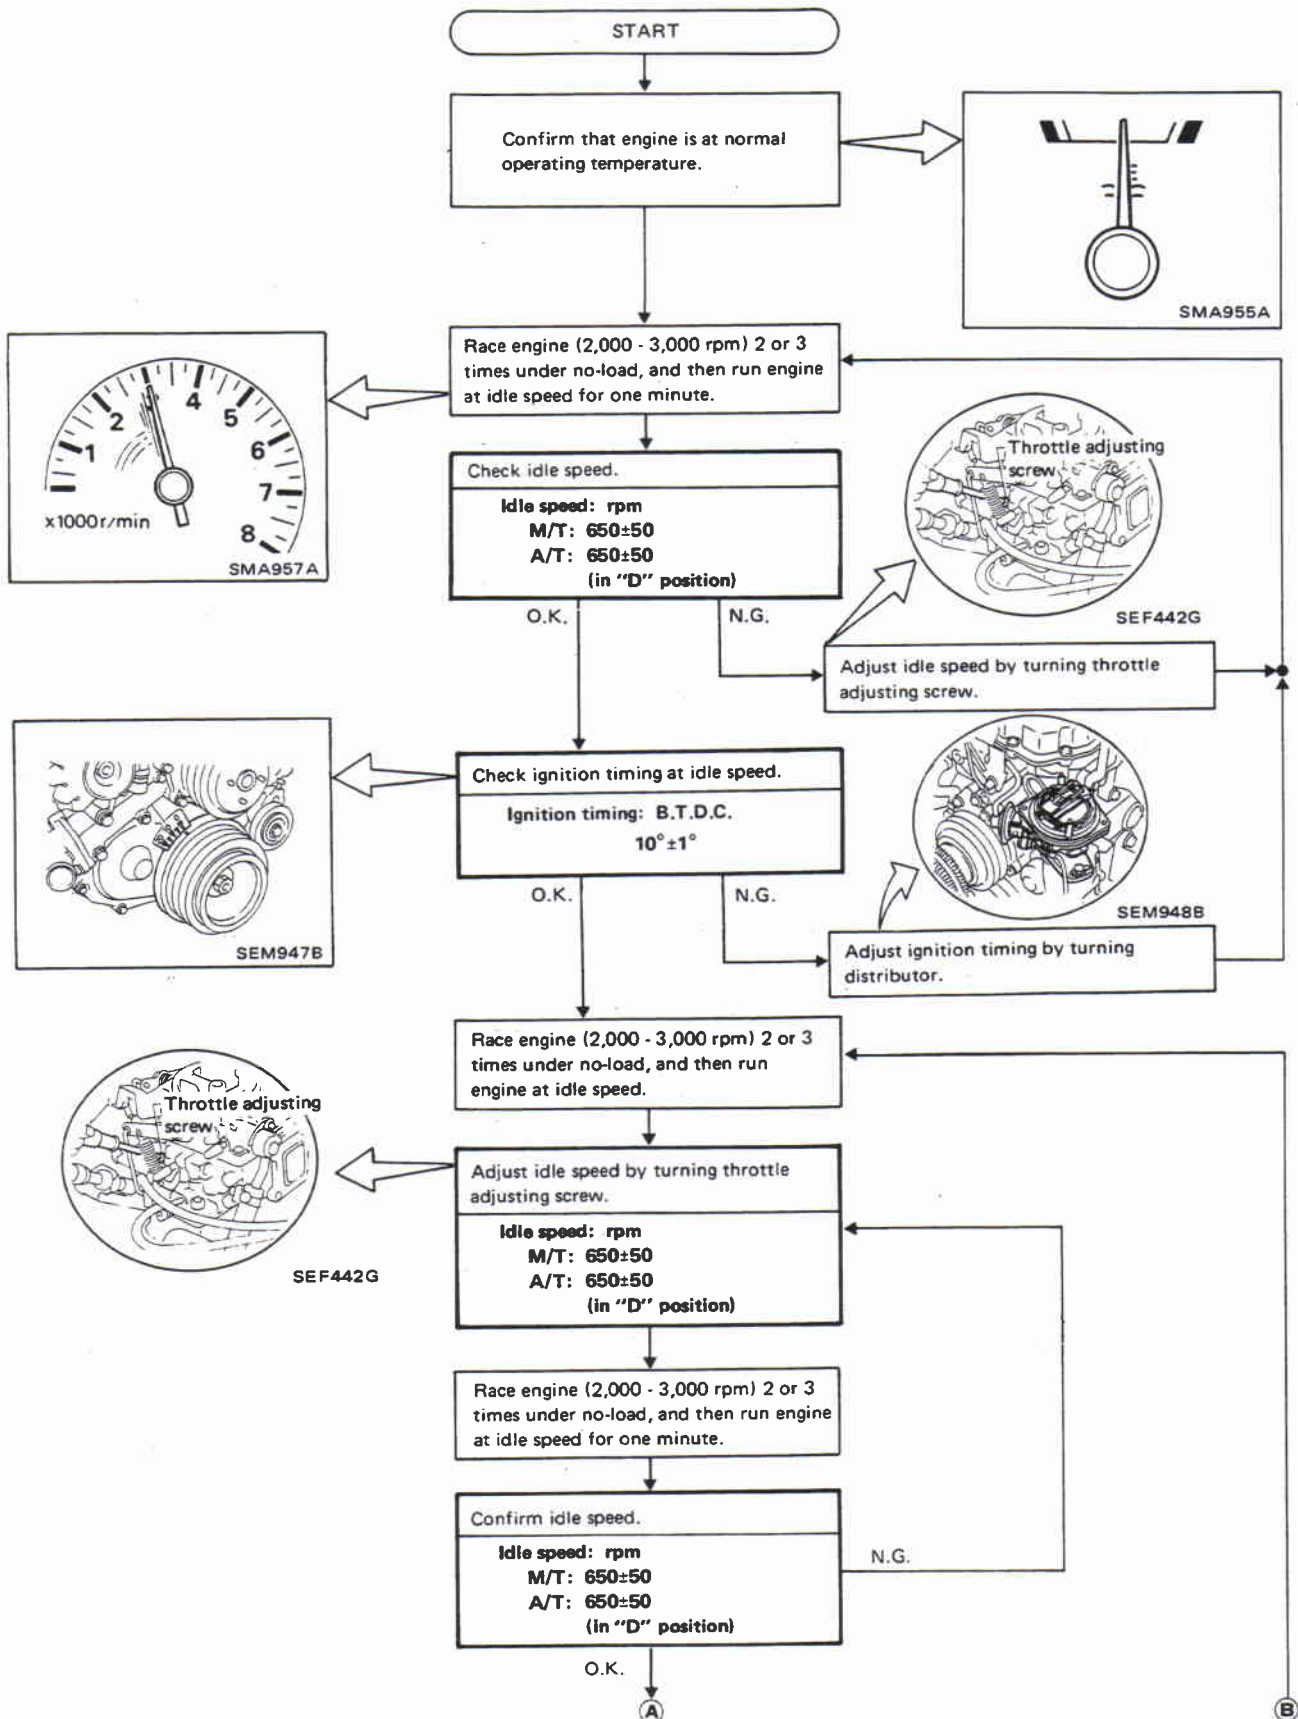 START
Confirm that engine is at normal
operating temperature.
SMA955A
Race engine (2,000 - 3,000 rpm) 2 or 3
times under no-load, and then run engine
at idle speed for one minute.
1
2
4
5
6
7
8
x1000r/min
SMA957A
Check idle speed.
Idle speed: rpm
M/T: 650±50
A/T: 650±50
(in "D" position)
Throttle adjusting
screw
SEF442G
O.K.
N.G.
Adjust idle speed by turning throttle
adjusting screw.
SEM947B
Check ignition timing at idle speed.
Ignition timing: B.T.D.C.
10°±1°
SEM948B
O.K.
N.G.
Adjust ignition timing by turning
distributor.
Race engine (2,000 - 3,000 rpm) 2 or 3
times under no-load, and then run
engine at idle speed.
Throttle adjusting
screw
SEF442G
Adjust idle speed by turning throttle
adjusting screw.
Idle speed: rpm
M/T: 650±50
A/T: 650±50
(in "D" position)
Race engine (2,000 - 3,000 rpm) 2 or 3
times under no-load, and then run engine
at idle speed for one minute.
Confirm idle speed.
Idle speed: rpm
M/T: 650±50
A/T: 650±50
(in "D" position)
N.G.
O.K.
A
B